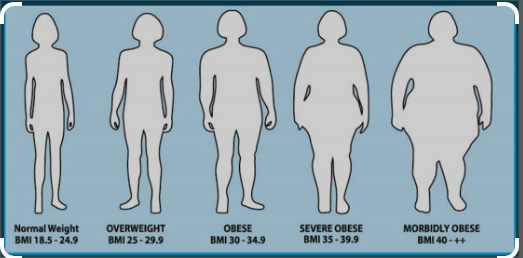 Normal Weight
BMI 18.5 - 24.9
OVERWEIGHT
BMI 25 - 29.9
OBESE
BMI 30 - 34.9
SEVERE OBESE
BMI 35 - 39.9
MORBIDLY OBESE
BMI 40 - ++